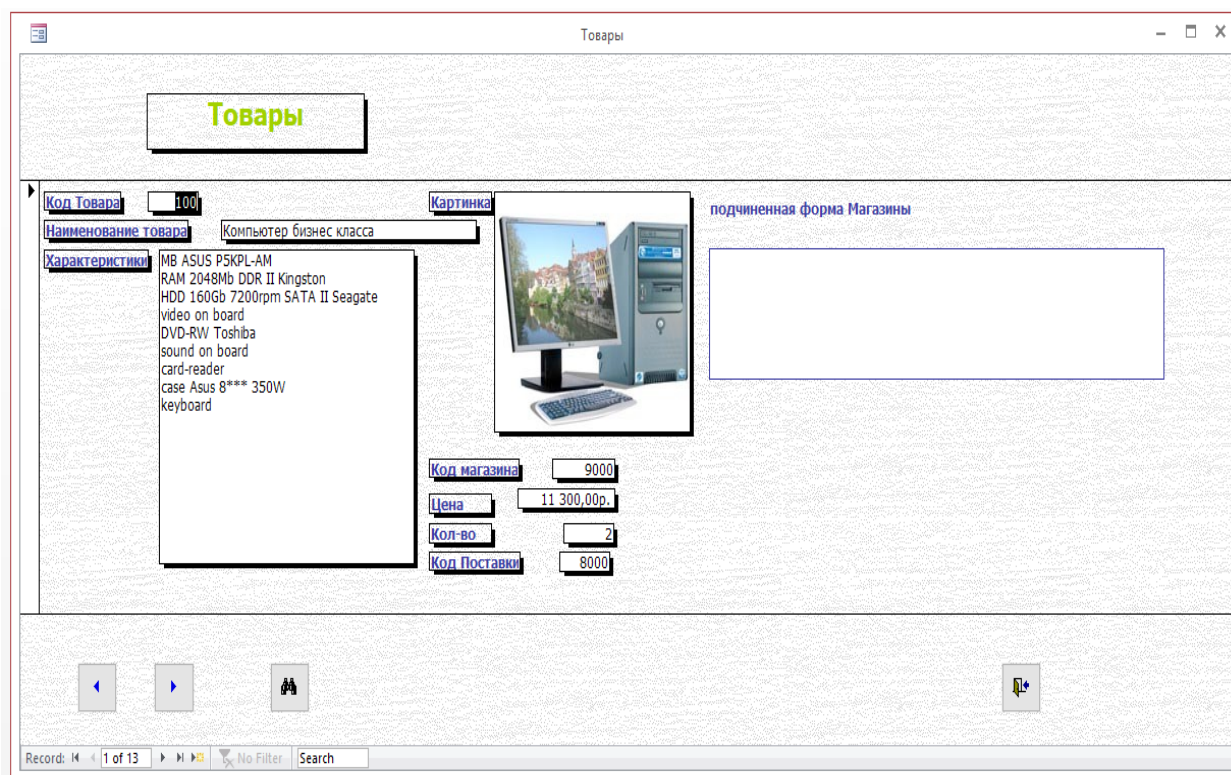 Товары
Товары
Код Товара 100
Наименование товара Компьютер бизнес класса
Характеристики
MB ASUS P5KPL-AM
RAM 2048Mb DDR II Kingston
HDD 160Gb 7200rpm SATA II Seagate
video on board
DVD-RW Toshiba
sound on board
card-reader
case Asus 8*** 350W
keyboard
Картинка
Код магазина 9000
Цена 11 300,00р.
Кол-во 2
Код Поставки 8000
подчиненная форма Магазины
Record: 1 of 13 No Filter Search